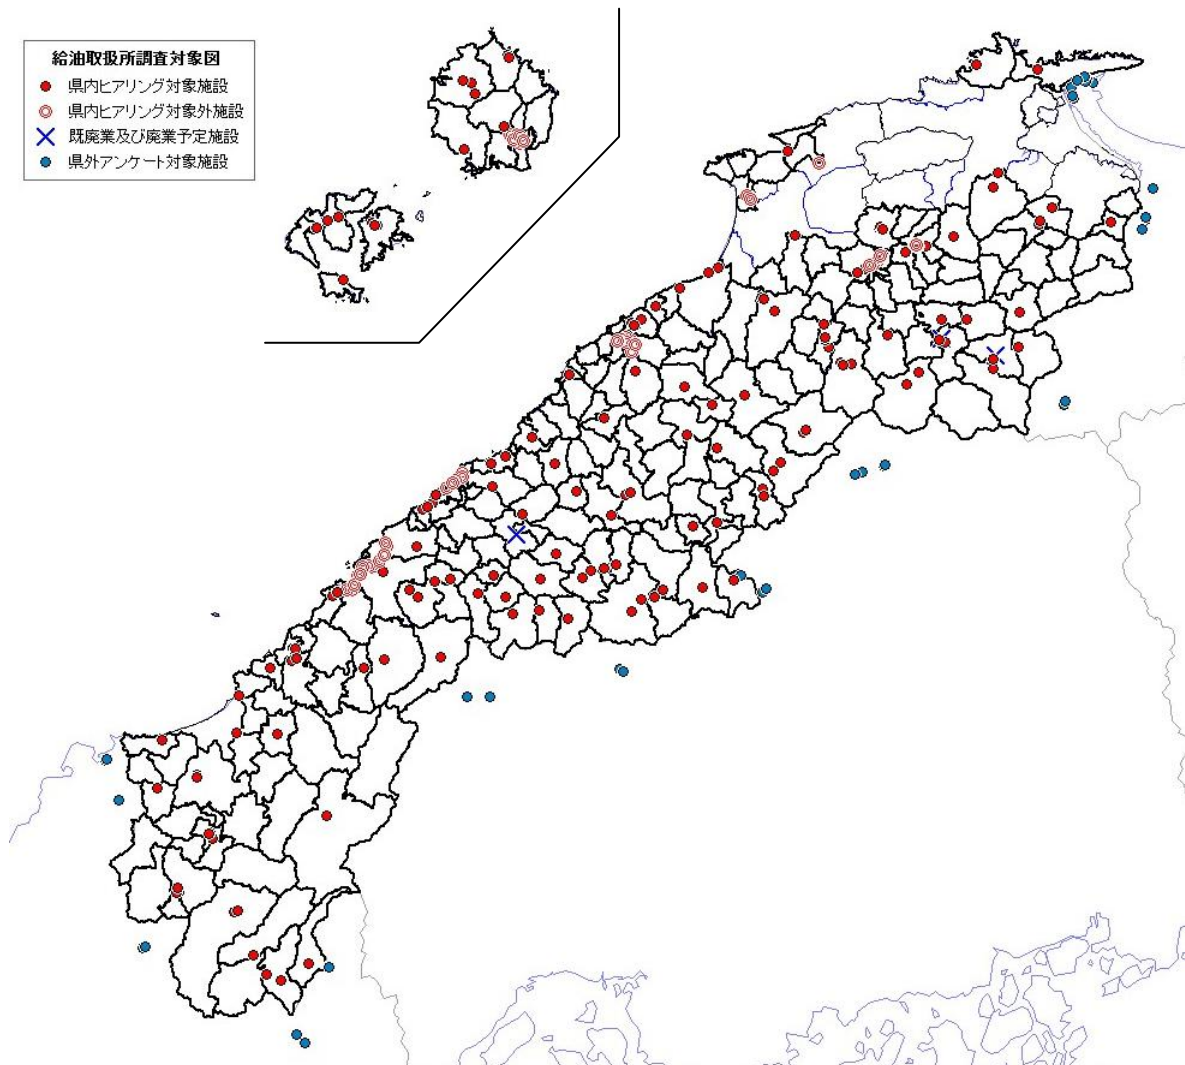 給油取扱所調査対象図
県内ヒアリング対象施設
県内ヒアリング対象外施設
既廃業及び廃業予定施設
県外アンケート対象施設